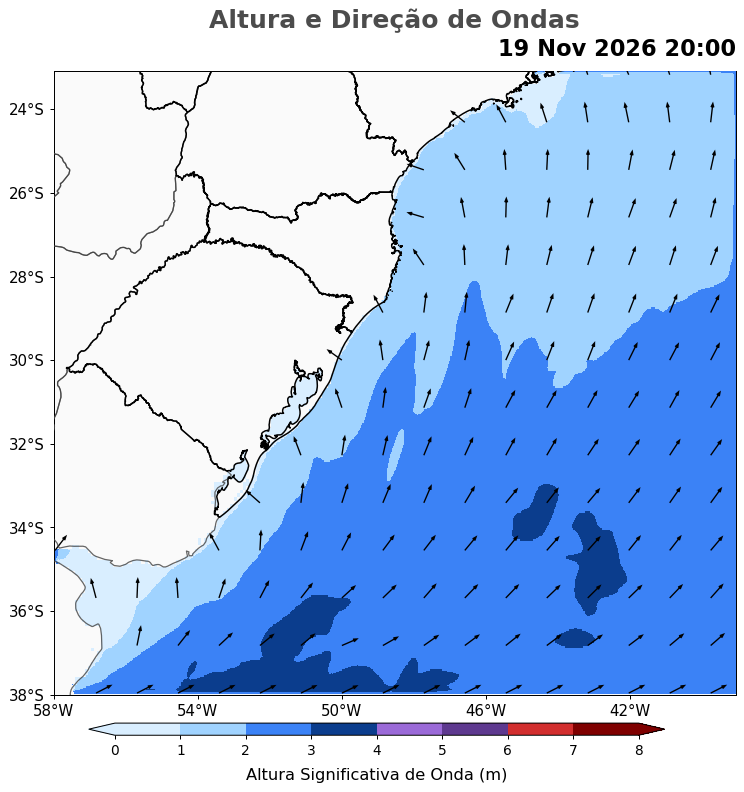 Altura e Direção de Ondas
19 Nov 2026 20:00
24°S
26°S
28°S
30°S
32°S
34°S
36°S
38°S
58°W 54°W 50°W 46°W 42°W
0 1 2 3 4 5 6 7 8
Altura Significativa de Onda (m)